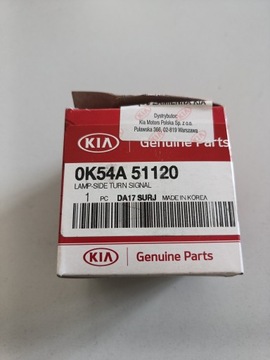 Dystrybutor:
Kia Motors Polska Sp. z o.o.
Puławska 366, 02-819 Warszawa
KIA Genuine Parts
0K54A 51120
LAMP-SIDE TURN SIGNAL
1 PC DA17 SURJ MADE IN KOREA
KIA Genuine Parts